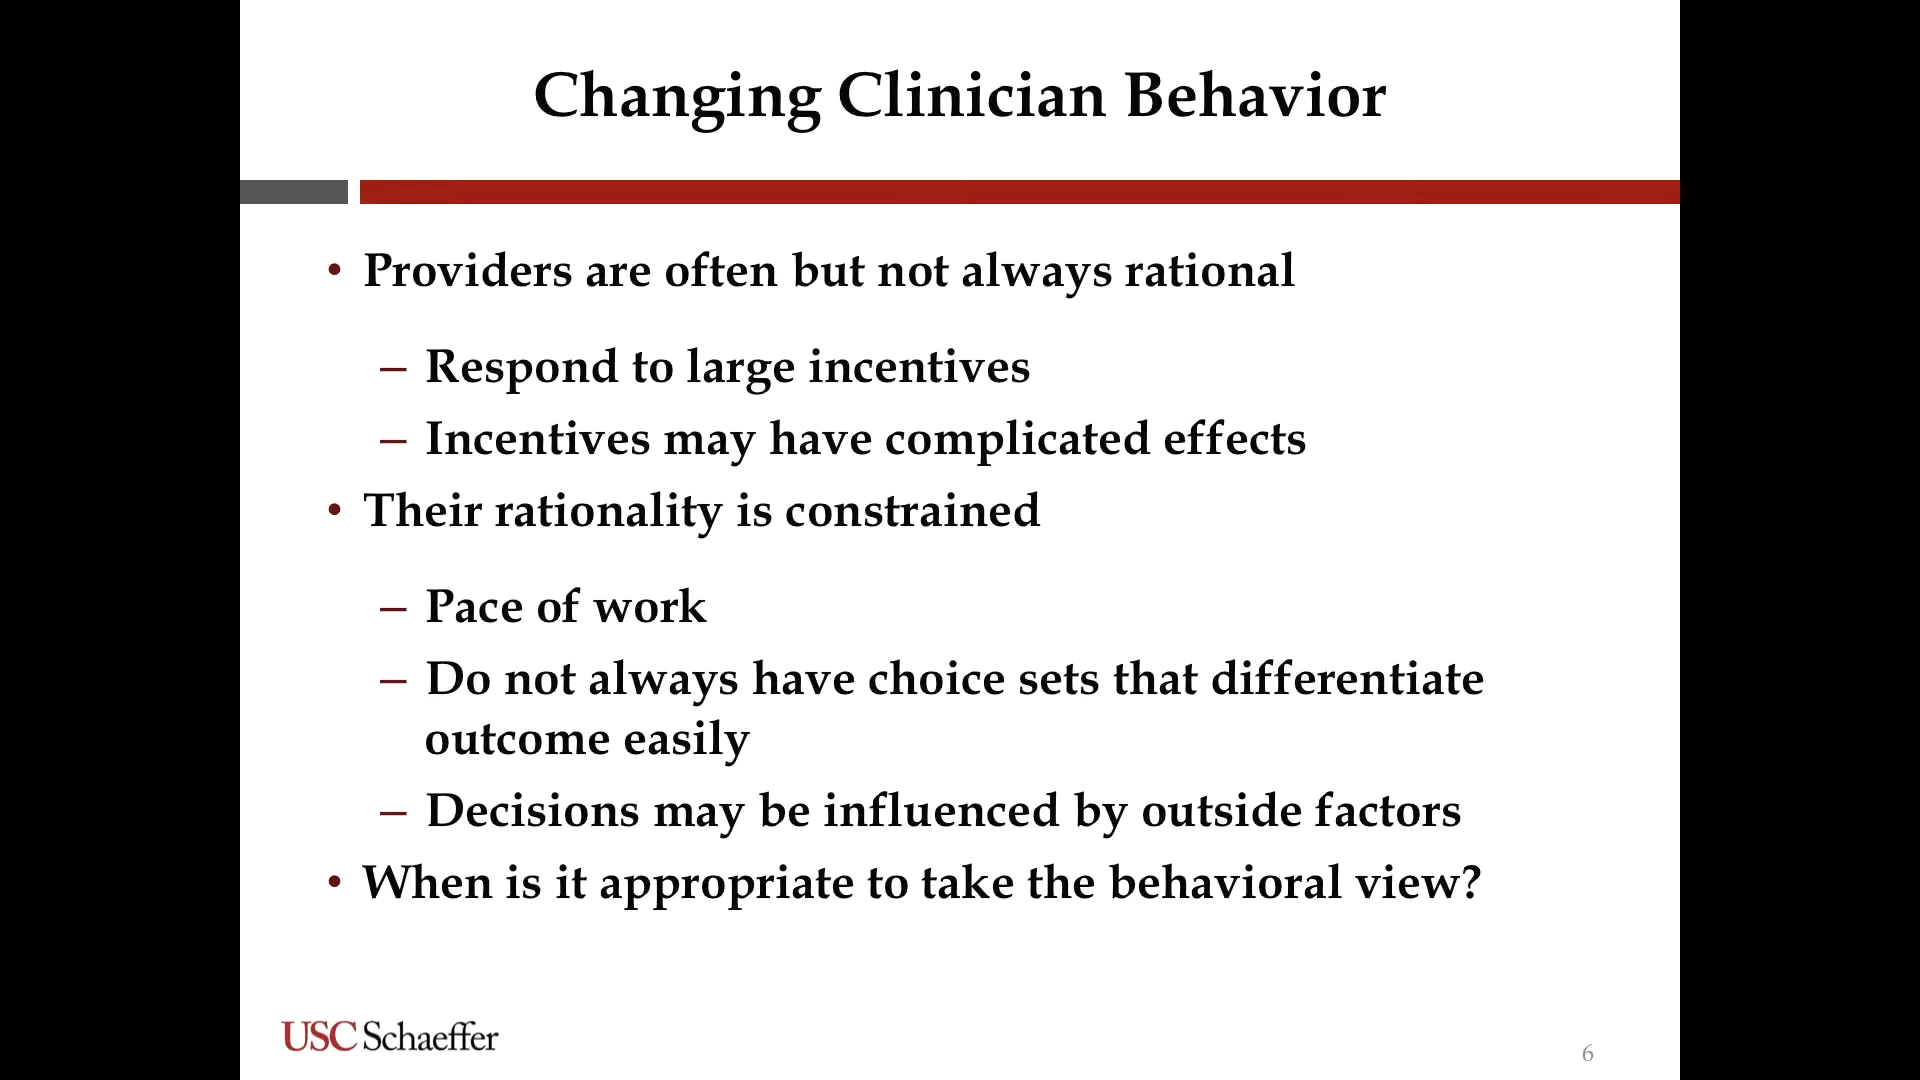 Changing Clinician Behavior
• Providers are often but not always rational
– Respond to large incentives
– Incentives may have complicated effects
• Their rationality is constrained
– Pace of work
– Do not always have choice sets that differentiate
outcome easily
– Decisions may be influenced by outside factors
• When is it appropriate to take the behavioral view?
USC Schaeffer
6